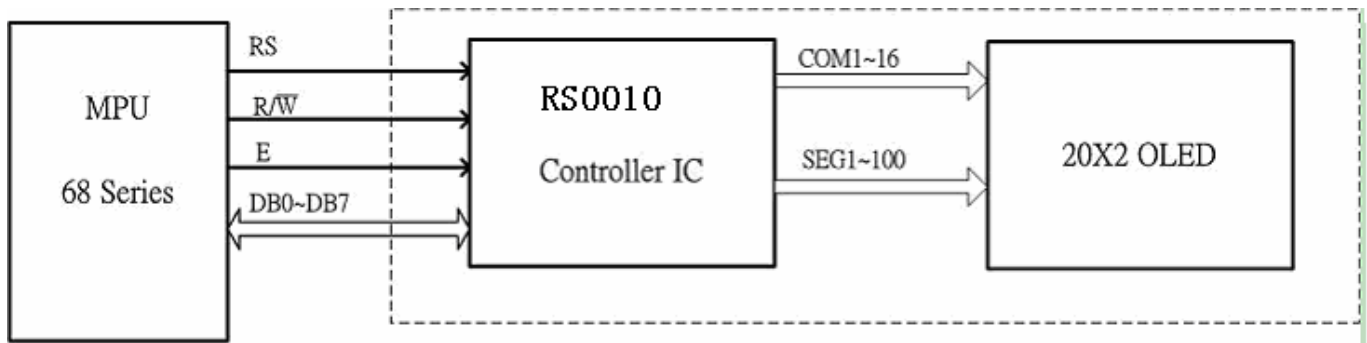 MPU
68 Series
RS
R/W̅
E
DB0~DB7
RS0010
Controller IC
COM1~16
SEG1~100
20X2 OLED